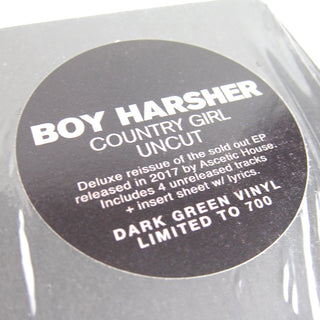 BOY HARSHER
COUNTRY GIRL
UNCUT
Deluxe reissue of the sold out EP
released in 2017 by Ascetic House.
Includes 4 unreleased tracks
+ insert sheet w/ lyrics.
DARK GREEN VINYL
LIMITED TO 700